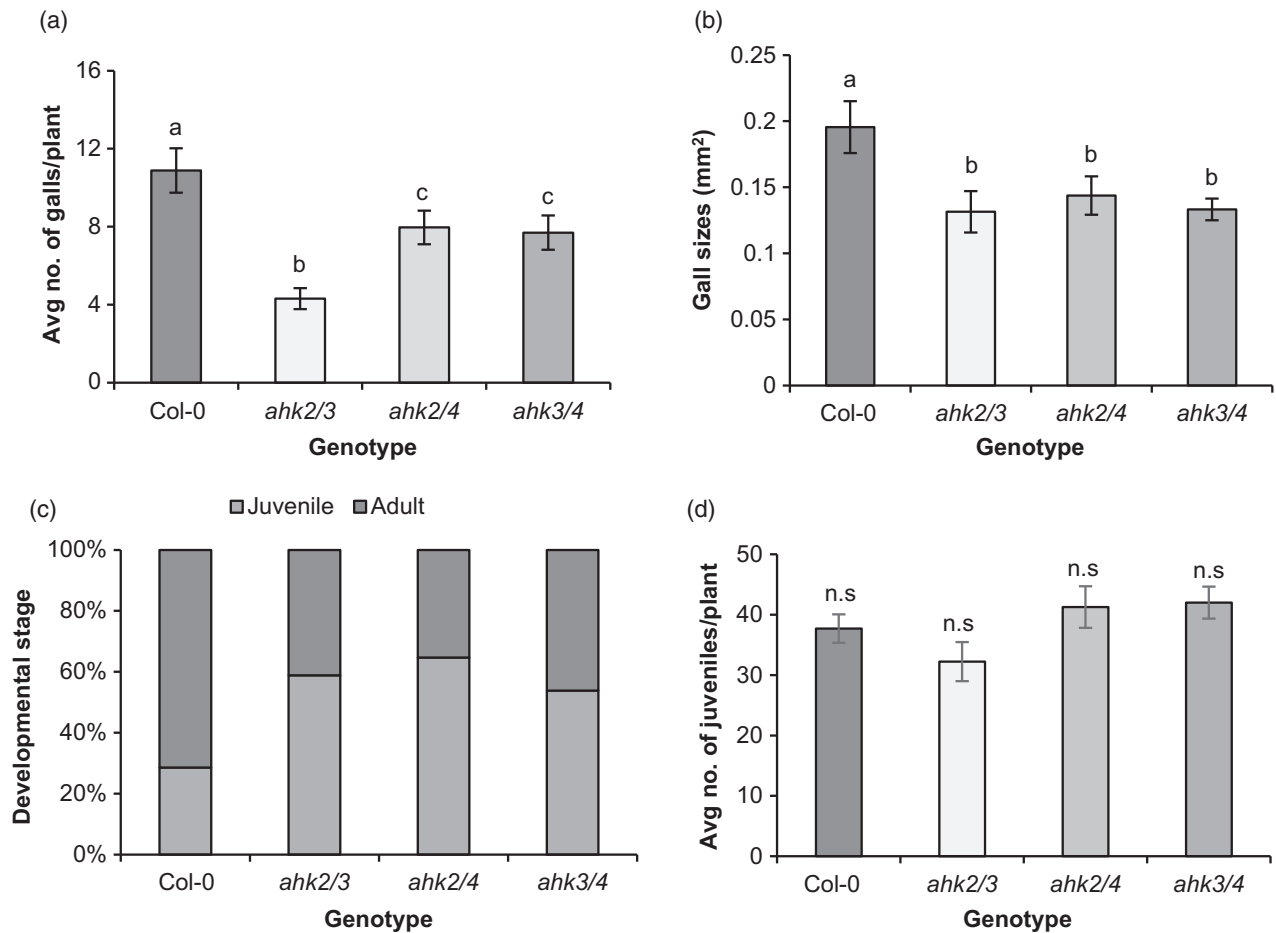 (a)
16
12
8
4
0
Avg no. of galls/plant
a
b
c
c
Col-0 ahk2/3 ahk2/4 ahk3/4
Genotype
(b)
0.25
0.2
0.15
0.1
0.05
0
Gall sizes (mm²)
a
b
b
b
Col-0 ahk2/3 ahk2/4 ahk3/4
Genotype
(c)
Juvenile Adult
100%
80%
60%
40%
20%
0%
Developmental stage
Col-0 ahk2/3 ahk2/4 ahk3/4
Genotype
(d)
50
40
30
20
10
0
Avg no. of juveniles/plant
n.s
n.s
n.s
n.s
Col-0 ahk2/3 ahk2/4 ahk3/4
Genotype